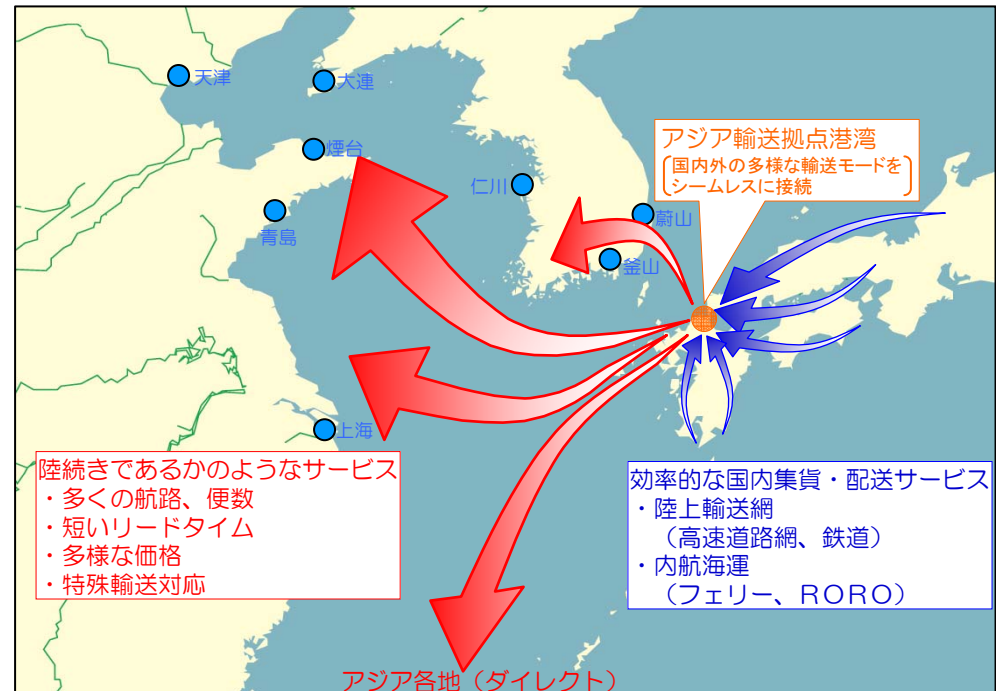 天津
大連
煙台
仁川
青島
蔚山
釜山
上海
アジア輸送拠点港湾
国内外の多様な輸送モードを
シームレスに接続
陸続きであるかのようなサービス
・多くの航路、便数
・短いリードタイム
・多様な価格
・特殊輸送対応
効率的な国内集貨・配送サービス
・陸上輸送網
（高速道路網、鉄道）
・内航海運
（フェリー、ＲＯＲＯ）
アジア各地（ダイレクト）